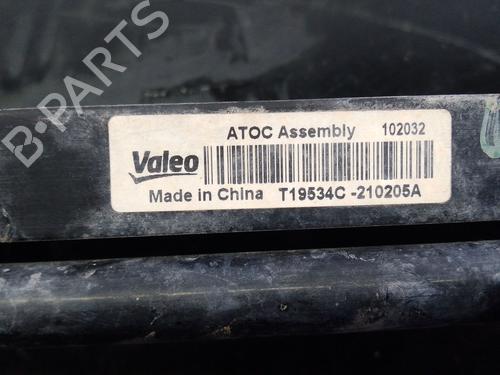 B-PARTS
ATOC Assembly 102032
Valeo
Made in China T19534C -210205A